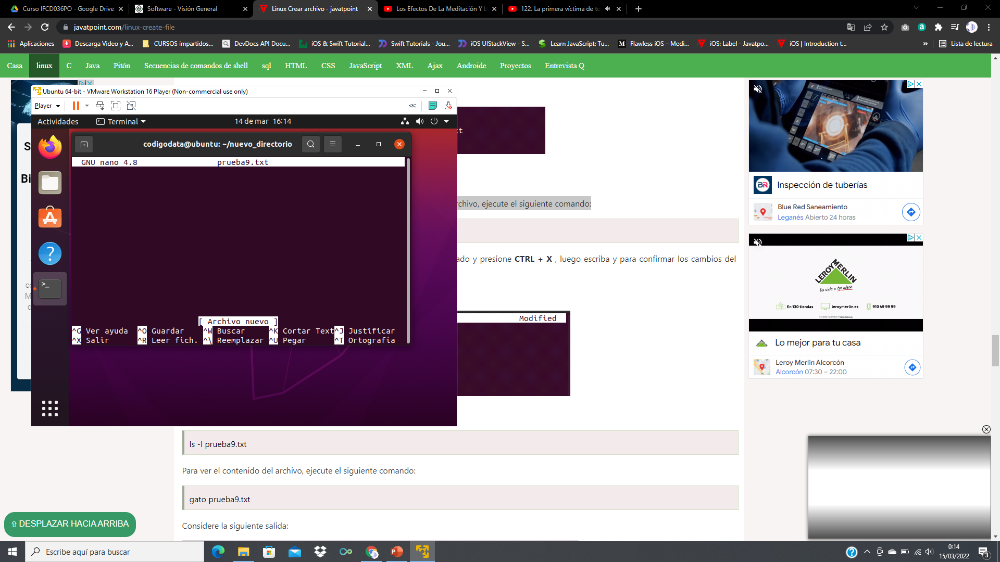 Curso IFCD036PO - Google Drive
Software - Visión General
Linux Crear archivo - javatpoint
Los Efectos De La Meditación Y L
122. La primera víctima de to
javatpoint.com/linux-create-file
Aplicaciones
Descarga Video y A...
CURSOS impartidos...
DevDocs API Docu...
iOS & Swift Tutorial...
Swift Tutorials - Jou...
iOS UIStackView - S...
Learn JavaScript: Tu...
Flawless iOS – Medi...
iOS: Label - Javatpo...
iOS | Introduction t...
»
Lista de lectura
Casa
linux
C
Java
Pitón
Secuencias de comandos de shell
sql
HTML
CSS
JavaScript
XML
Ajax
Androide
Proyectos
Entrevista Q
Ubuntu 64-bit - VMware Workstation 16 Player (Non-commercial use only)
Player
Actividades
Terminal
14 de mar 16:14
codigodata@ubuntu: ~/nuevo_directorio
GNU nano 4.8 prueba9.txt
[ Archivo nuevo ]
^G Ver ayuda ^O Guardar ^W Buscar ^K Cortar Text^J Justificar
^X Salir ^R Leer fich. ^\ Reemplazar ^U Pegar ^T Ortografía
S
Bi
co
M
d
xt
rchivo, ejecute el siguiente comando:
ado y presione CTRL + X , luego escriba y para confirmar los cambios del
Modified
ls -l prueba9.txt
Para ver el contenido del archivo, ejecute el siguiente comando:
gato prueba9.txt
Considere la siguiente salida:
⇧ DESPLAZAR HACIA ARRIBA
BR
Inspección de tuberías
Blue Red Saneamiento
Leganés Abierto 24 horas
LEROY MERLIN
Da vida a tus ideas
En 130 tiendas
leroymerlin.es
910 49 99 99
Lo mejor para tu casa
Leroy Merlin Alcorcón
Alcorcón 07:30 – 22:00
Escribe aquí para buscar
0:14
15/03/2022
3